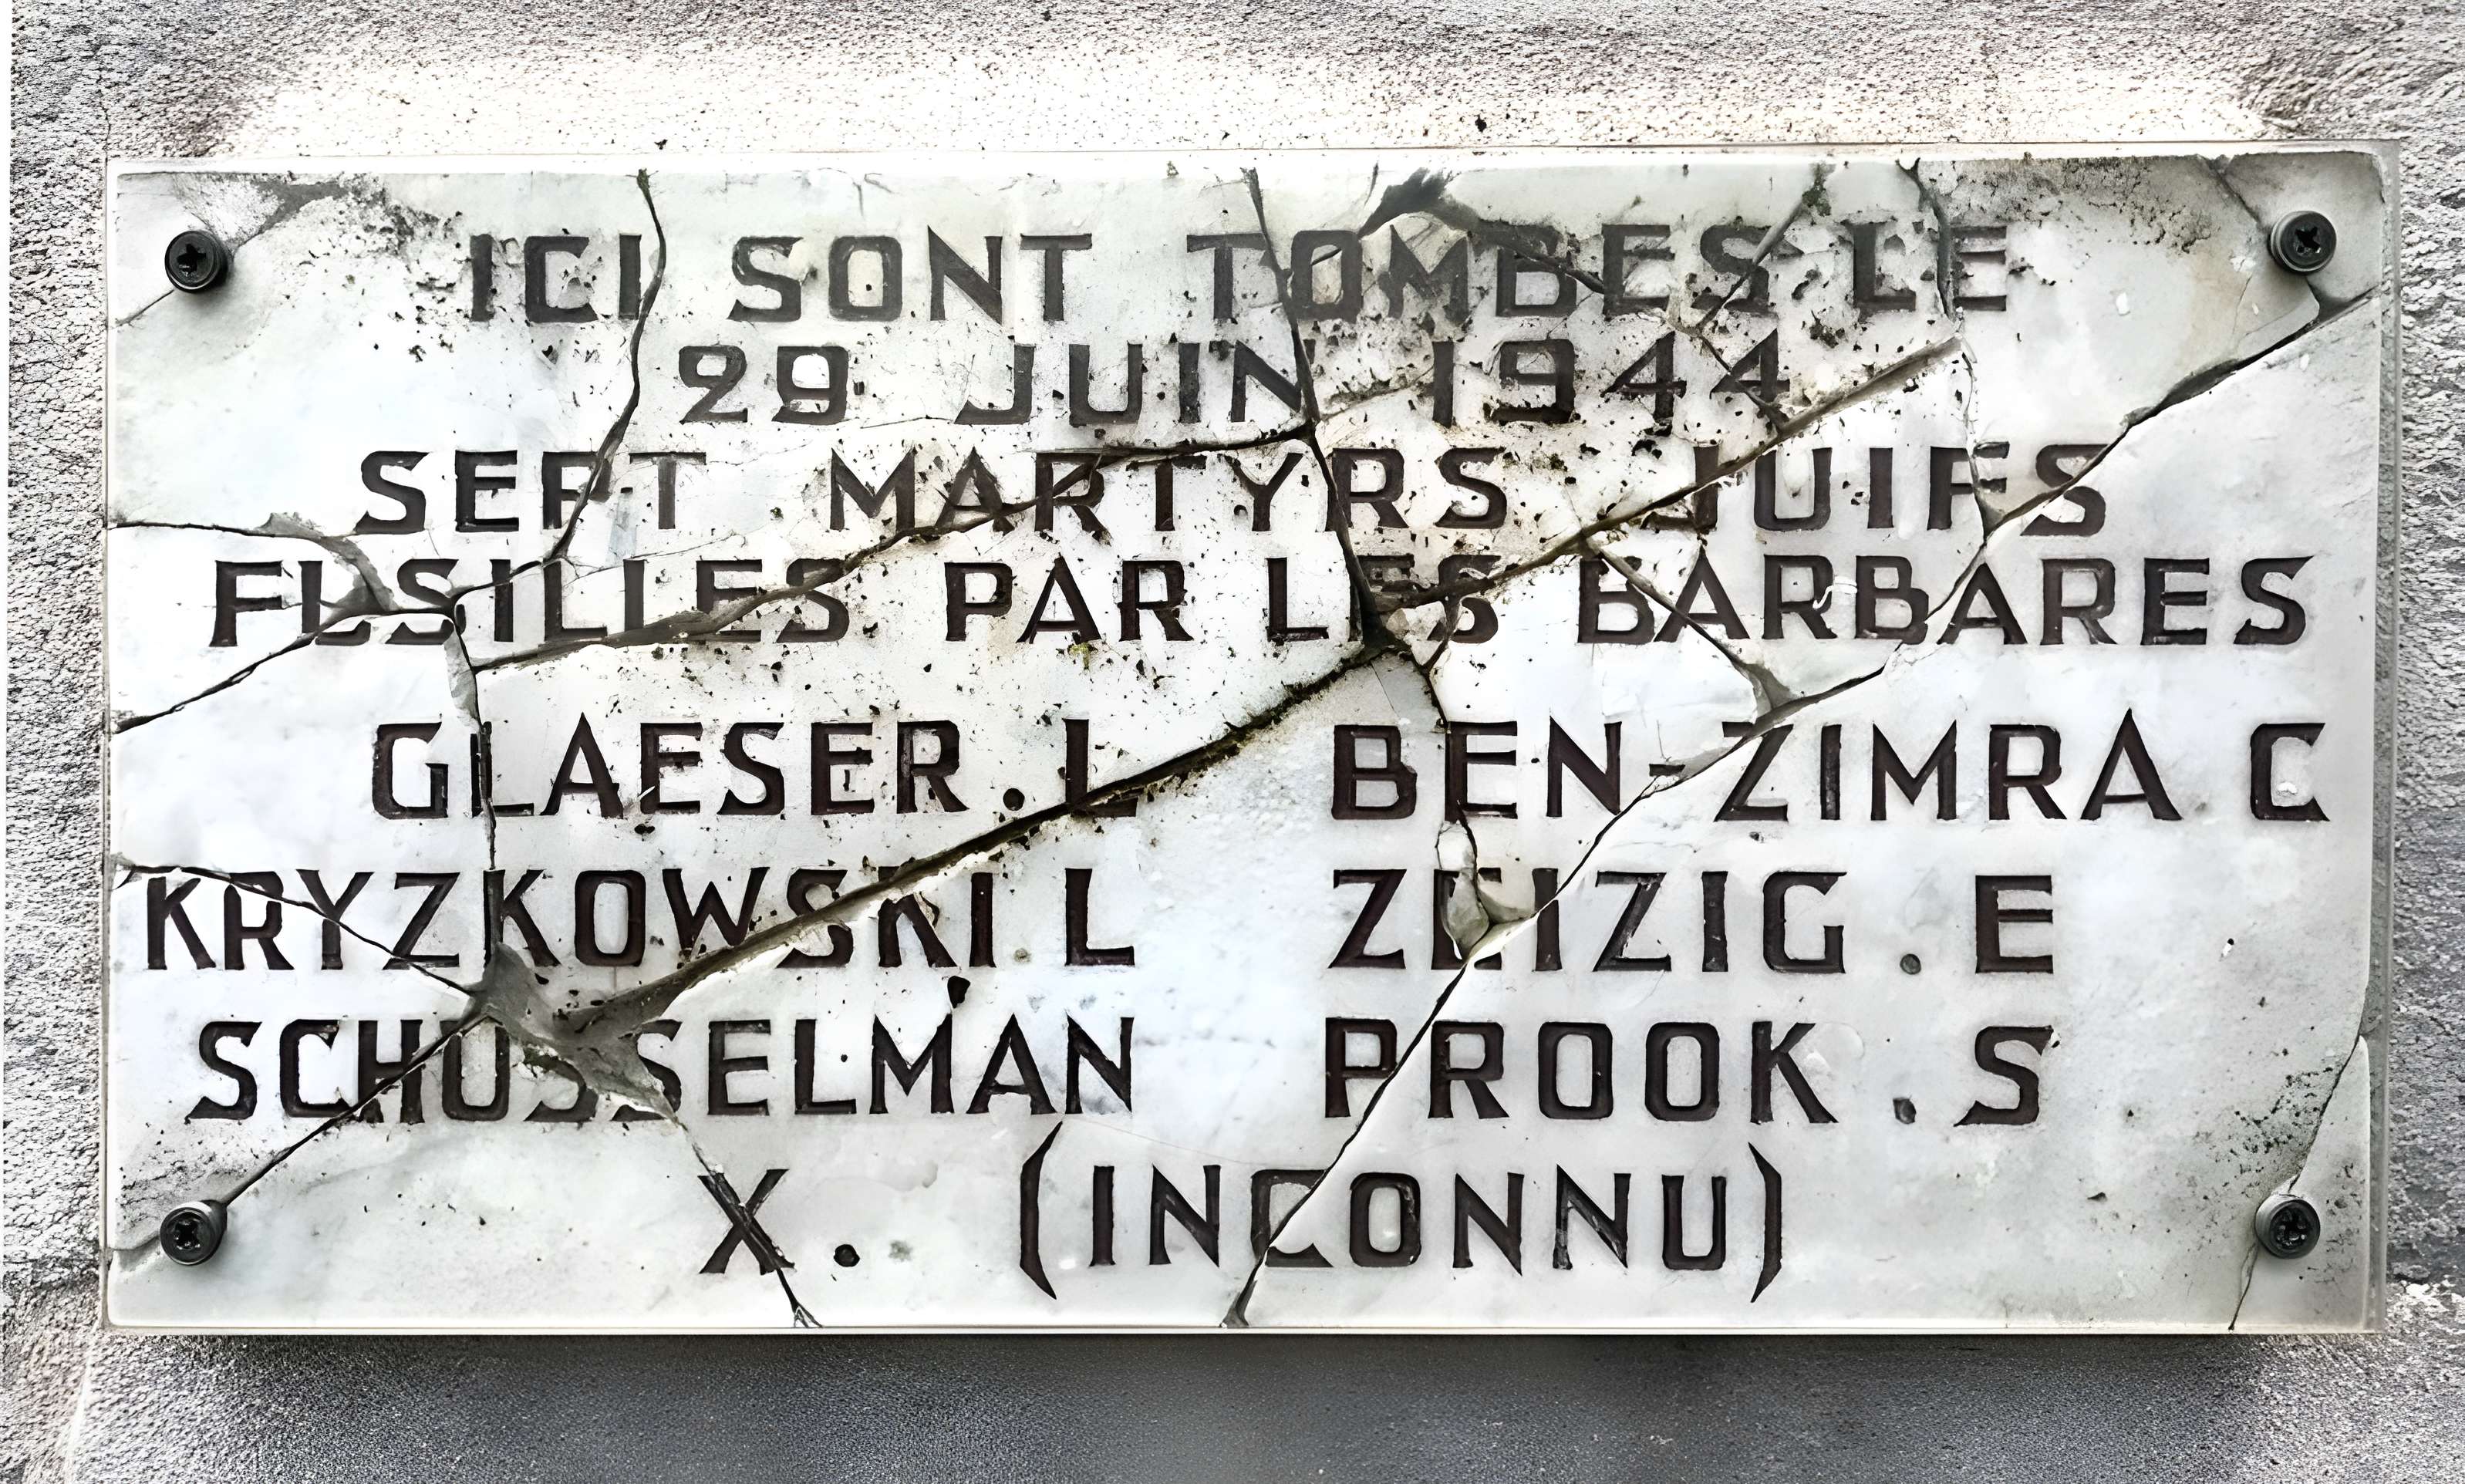 ICI SONT TOMBES LE
29 JUIN 1944
SEPT MARTYRS JUIFS
FUSILLES PAR LES BARBARES
GLAESER . L BEN-ZIMRA C
KRYZKOWSKI L ZEIZIG . E
SCHUSSELMAN PROOK . S
X . (INCONNU)